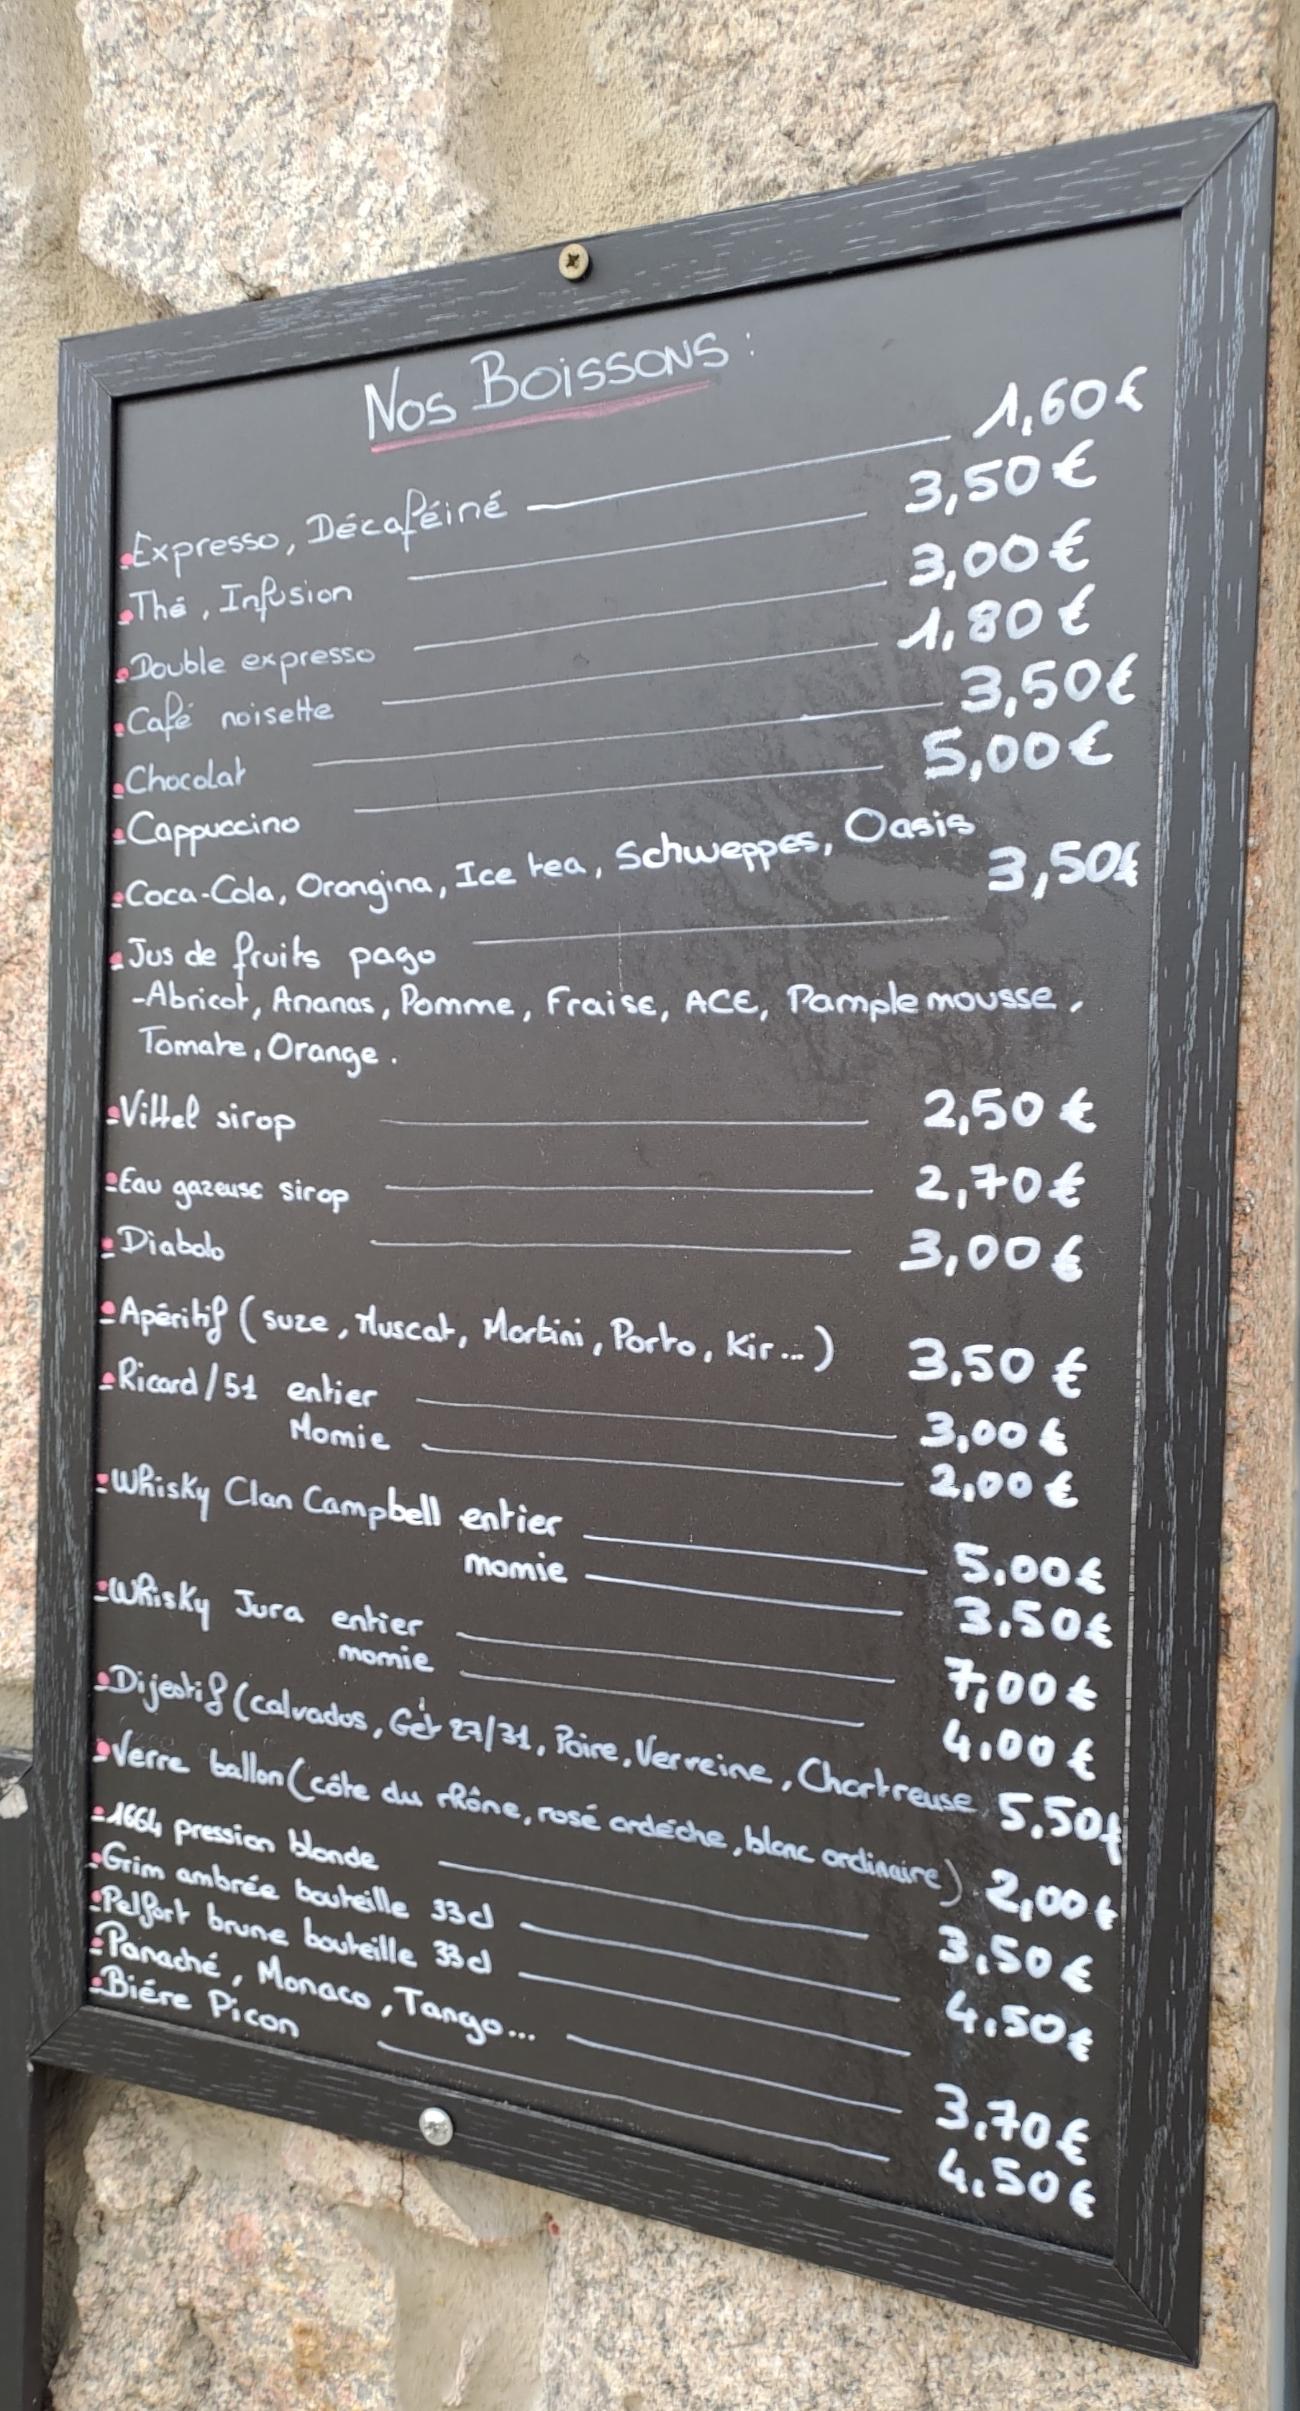 Nos Boissons :
Expresso, Décaféiné 1,60€
Thé, Infusion 3,50€
Double expresso 3,00€
Café noisette 1,80€
Chocolat 3,50€
Cappuccino 5,00€
Coca-Cola, Orangina, Ice tea, Schweppes, Oasis
Jus de fruits pago 3,50€
-Abricot, Ananas, Pomme, Fraise, ACE, Pamplemousse,
Tomate, Orange.
Vittel sirop 2,50€
Eau gazeuse sirop 2,70€
Diabolo 3,00€
Apéritif (suze, Muscat, Martini, Porto, Kir...) 3,50€
Ricard/51 entier 3,00€
Momie 2,00€
Whisky Clan Campbell entier 5,00€
momie 3,50€
Whisky Jura entier 7,00€
momie 4,00€
Dijestif (calvados, Gét 27/31, Poire, Verveine, Chartreuse 5,50€
Verre ballon (côte du rhône, rosé ardéche, blanc ordinaire) 2,00€
1664 pression blonde 3,50€
Grim ambrée bouteille 33cl 4,50€
Pelfort brune bouteille 33cl
Panaché, Monaco, Tango... 3,70€
Biére Picon 4,50€